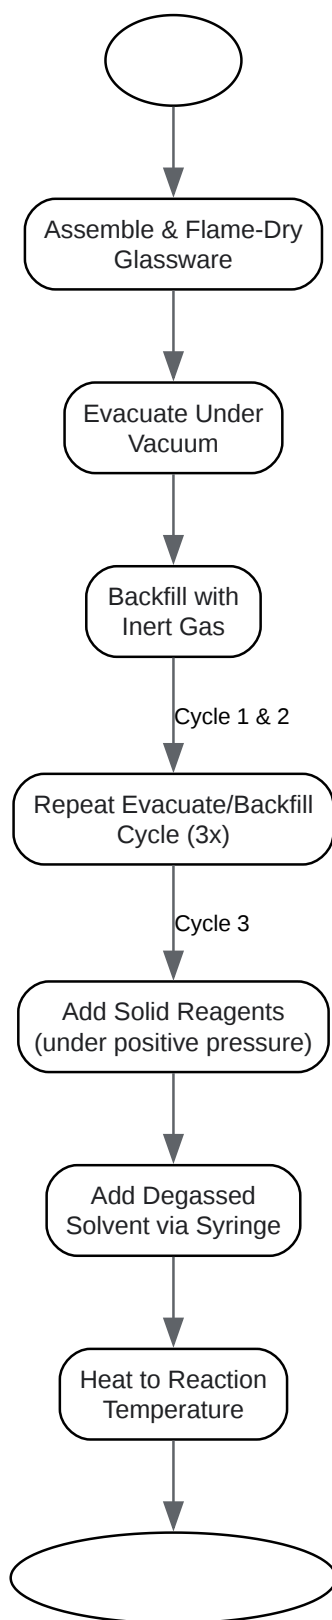 Assemble & Flame-Dry
Glassware
Evacuate Under
Vacuum
Backfill with
Inert Gas
Cycle 1 & 2
Repeat Evacuate/Backfill
Cycle (3x)
Cycle 3
Add Solid Reagents
(under positive pressure)
Add Degassed
Solvent via Syringe
Heat to Reaction
Temperature